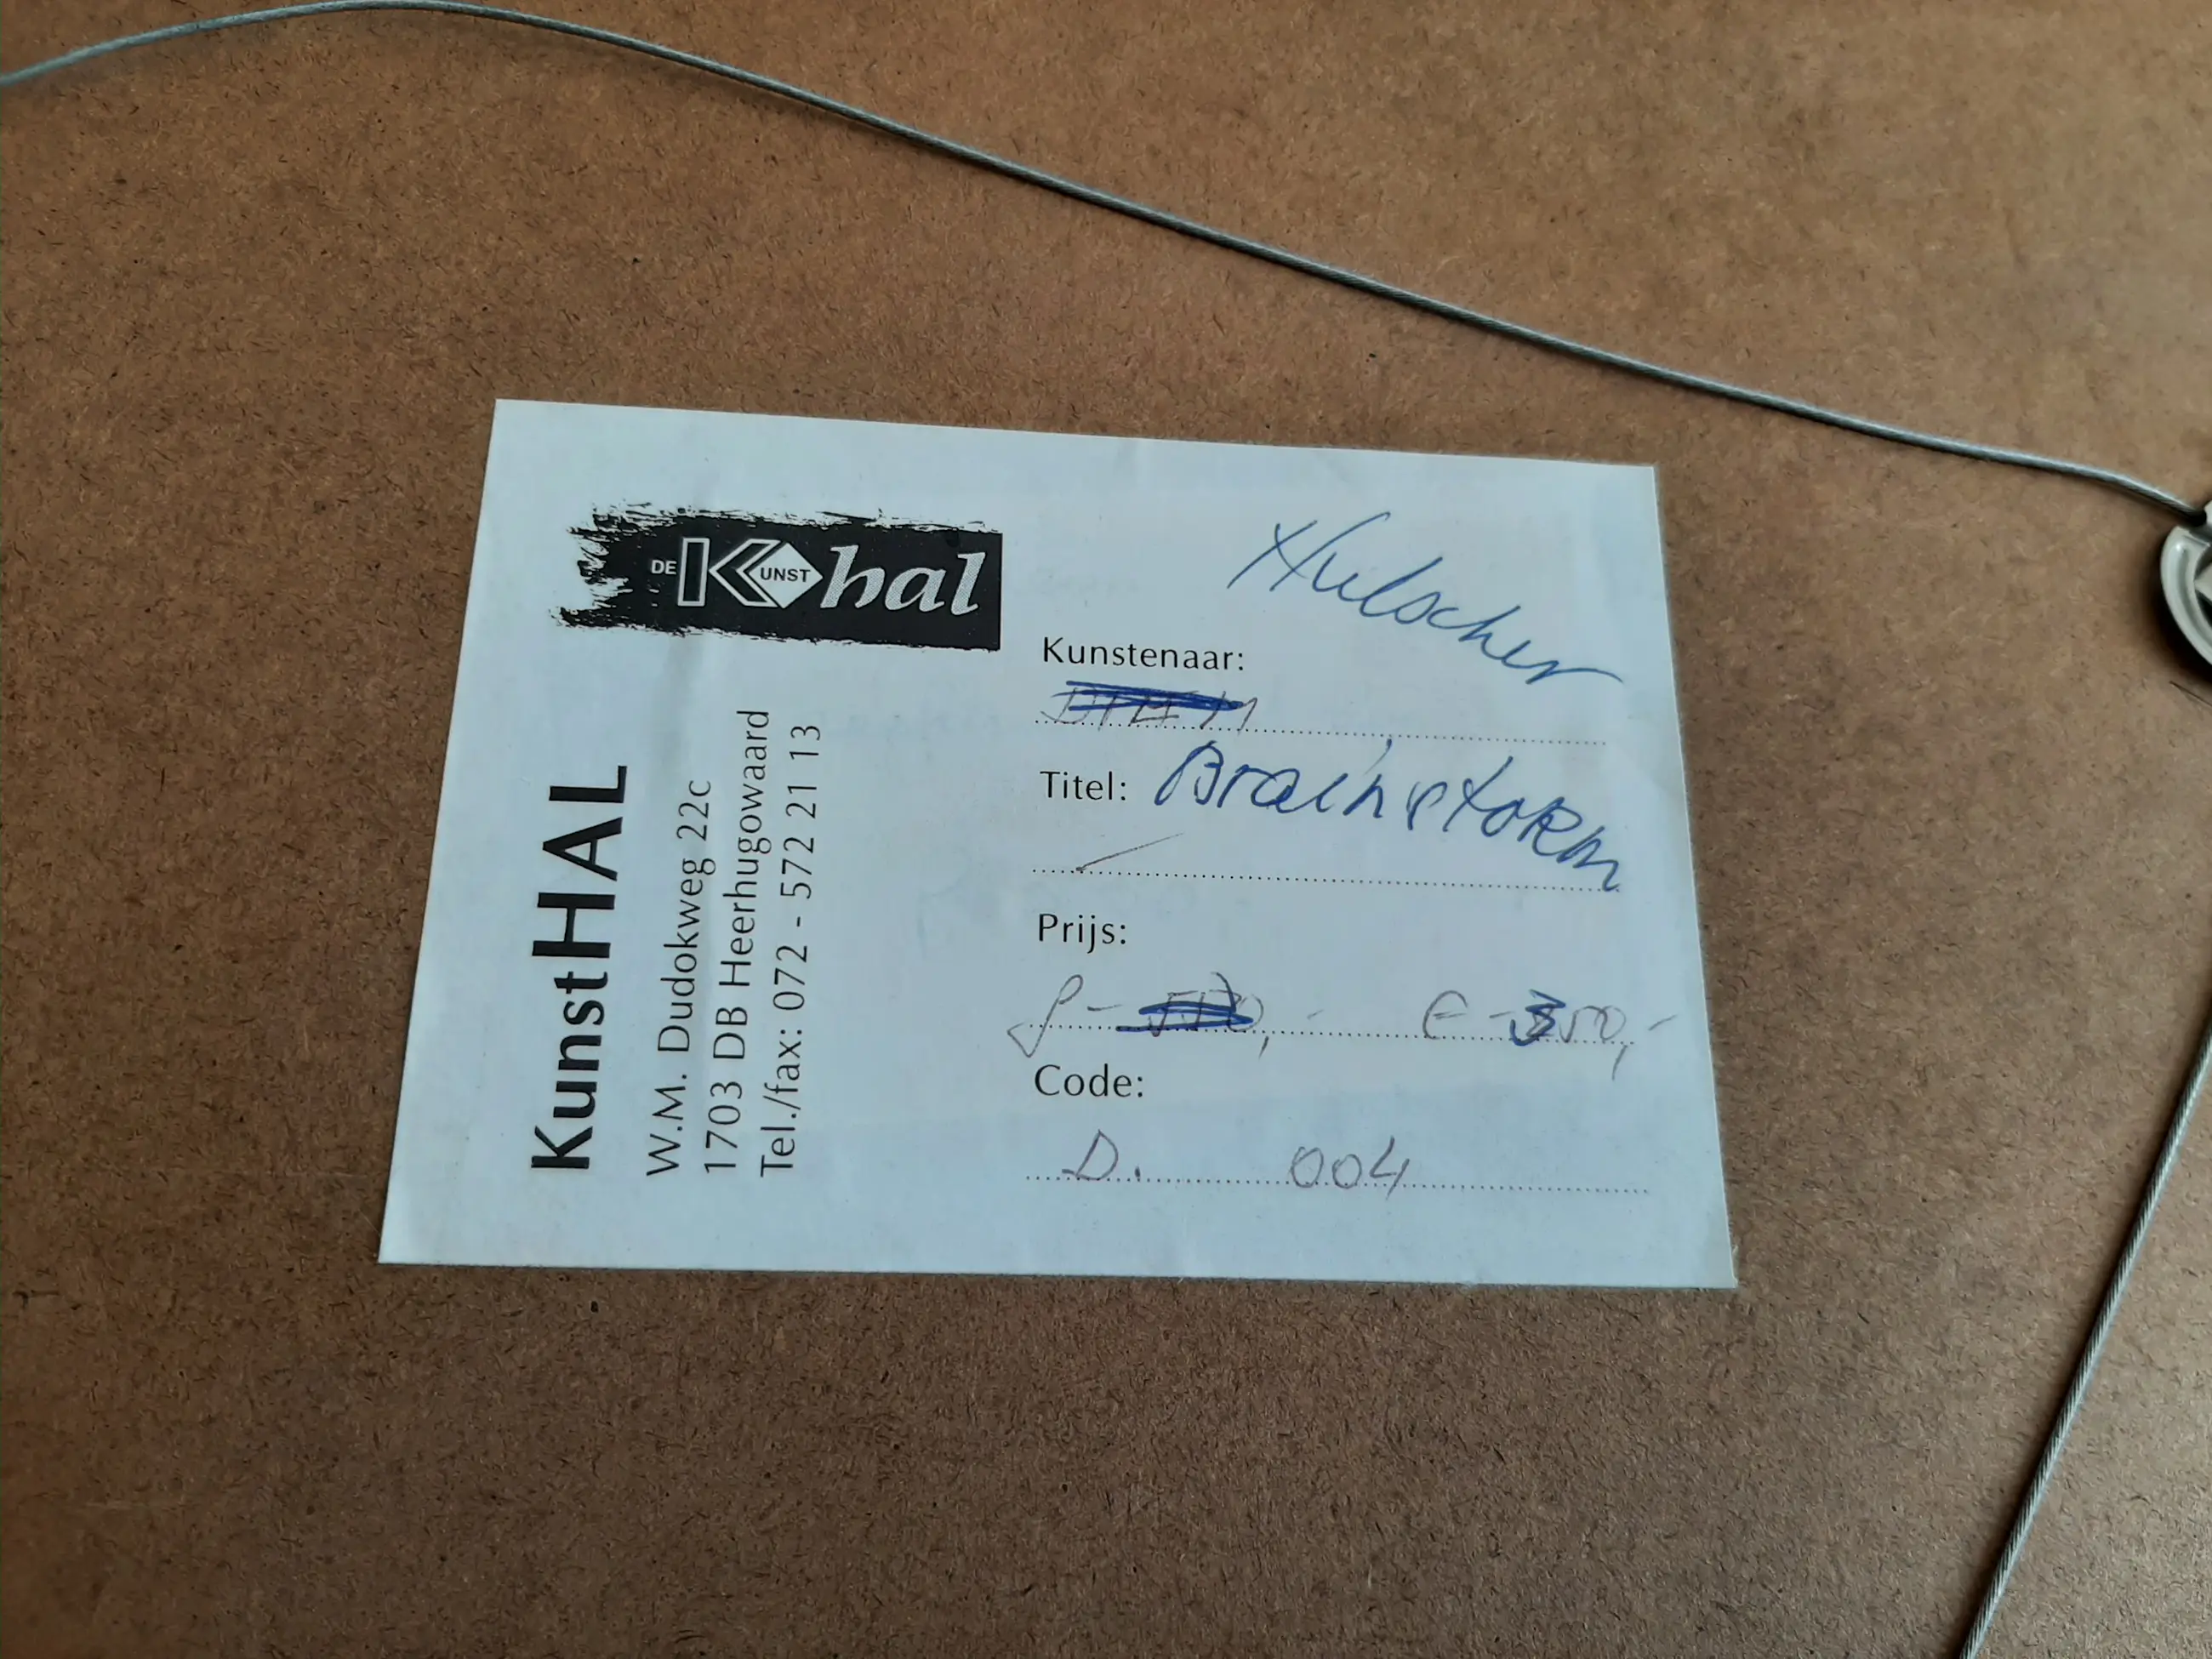 DE KUNST hal
KunstHAL
W.M. Dudokweg 22c
1703 DB Heerhugowaard
Tel./fax: 072 - 572 21 13
Hulscher
Kunstenaar:
Titel: Brainstorm
Prijs:
€ 350,-
Code:
D. 004